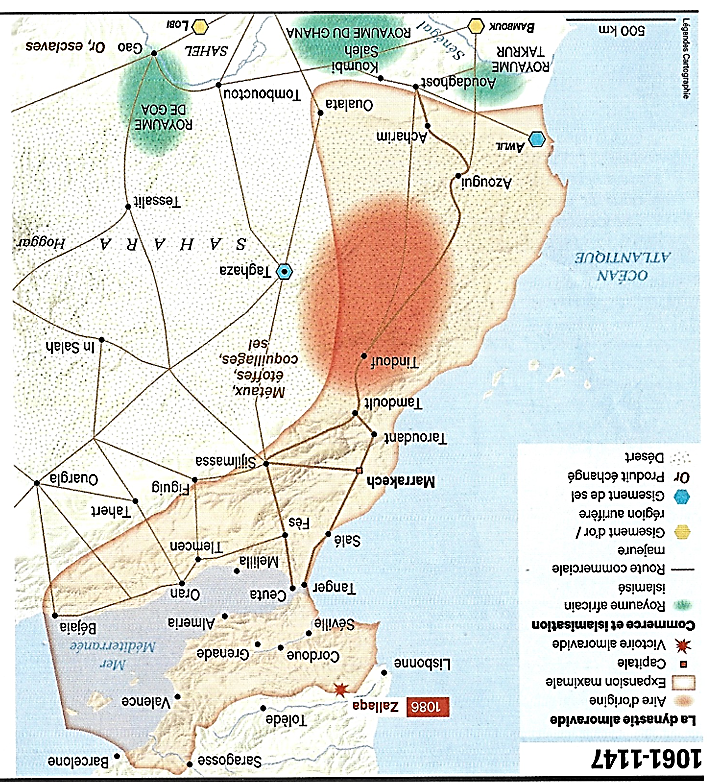 1061-1147
La dynastie almoravide
Aire d'origine
Expansion maximale
Capitale
Victoire almoravide
Commerce et islamisation
Royaume africain
islamisé
Route commerciale
majeure
Gisement d'or /
région aurifère
Gisement de sel
Or Produit échangé
Désert
Saragosse
Barcelone
Tolède
1086 Zallaqa
Valence
Lisbonne
Mer
Méditerranée
Cordoue
Grenade
Séville
Almeria
Béjaia
Tanger
Ceuta
Oran
Melilla
Tlemcen
Salé
Fès
Tahert
Figuig
Ouargla
Marrakech
Sijilmassa
Taroudant
Tamdoult
Métaux,
étoffes,
coquillages,
sel
Tindouf
In Salah
OCÉAN
ATLANTIQUE
Taghaza
SAHARA
Hoggar
Tessalit
Azougui
AWLIL
Acharim
Oualata
ROYAUME
DE GOA
Tombouctou
Aoudaghost
ROYAUME
TAKRUR
Koumbi
Saleh
ROYAUME DU GHANA
Sénégal
BAMBOUK
SAHEL
Gao
Or, esclaves
LOBI
500 km
Légendes Cartographie